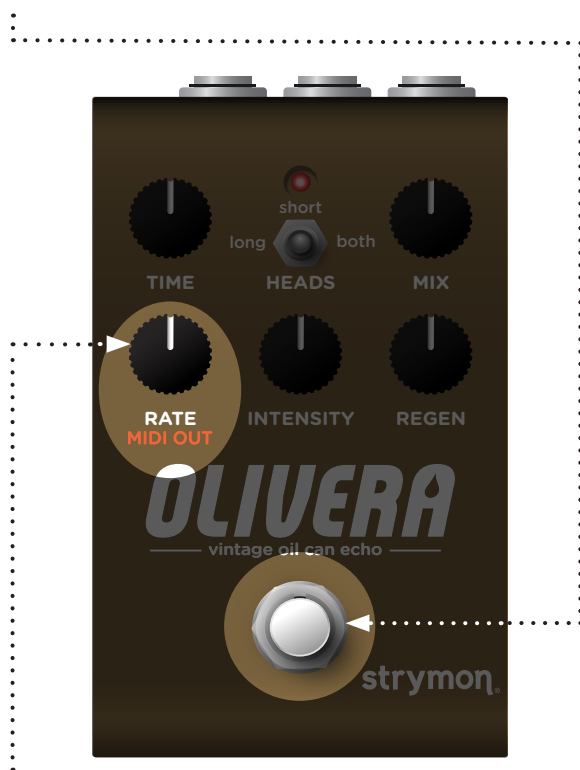 short
long both
TIME HEADS MIX
RATE INTENSITY REGEN
MIDI OUT
OLIVERA
vintage oil can echo
strymon®